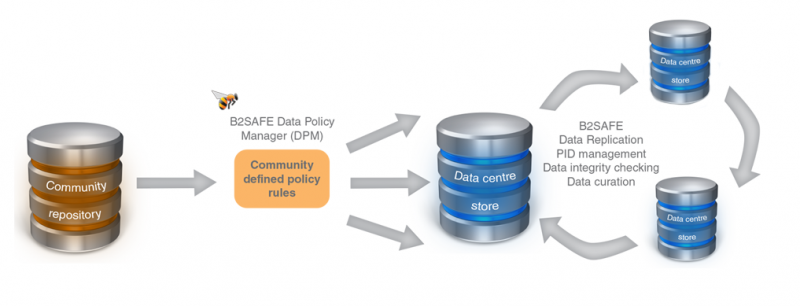 Community
repository
B2SAFE Data Policy
Manager (DPM)
Community
defined policy
rules
Data centre
store
B2SAFE
Data Replication
PID management
Data integrity checking
Data curation
Data centre
store
Data centre
store